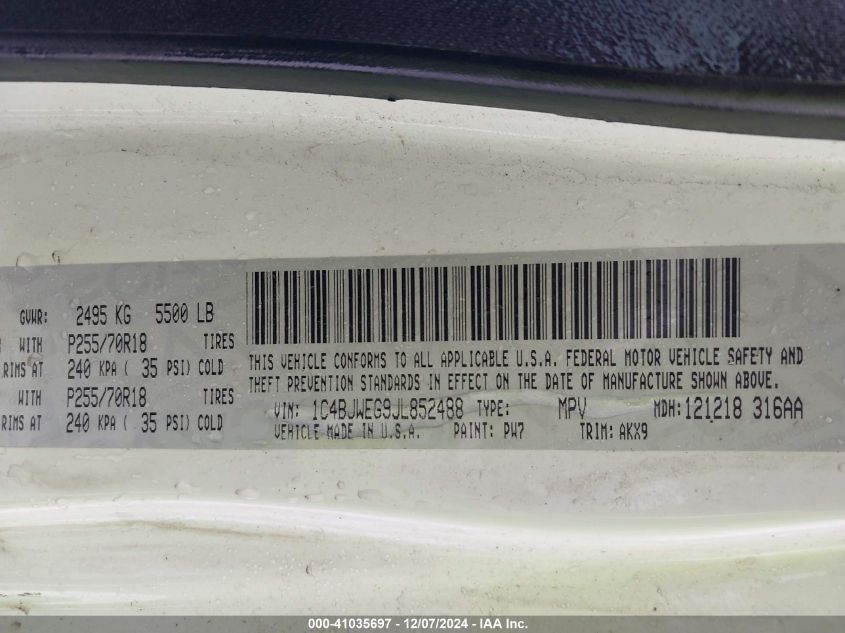 GVWR: 2495 KG 5500 LB
WITH P255/70R18 TIRES
RIMS AT 240 KPA ( 35 PSI) COLD
WITH P255/70R18 TIRES
RIMS AT 240 KPA ( 35 PSI) COLD
THIS VEHICLE CONFORMS TO ALL APPLICABLE U.S.A. FEDERAL MOTOR VEHICLE SAFETY AND
THEFT PREVENTION STANDARDS IN EFFECT ON THE DATE OF MANUFACTURE SHOWN ABOVE.
VIN: 1C4BJWEG9JL852488 TYPE: MPV MDH: 121218 316AA
VEHICLE MADE IN U.S.A. PAINT: PW7 TRIM: AKX9
000-41035697 - 12/07/2024 - IAA Inc.